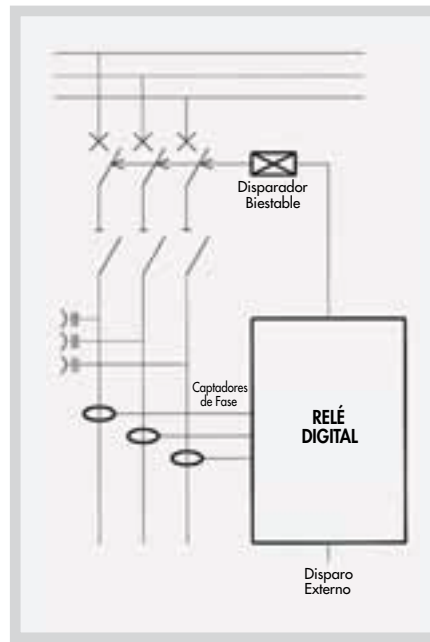 Disparador
Biestable
Captadores
de Fase
RELÉ
DIGITAL
Disparo
Externo